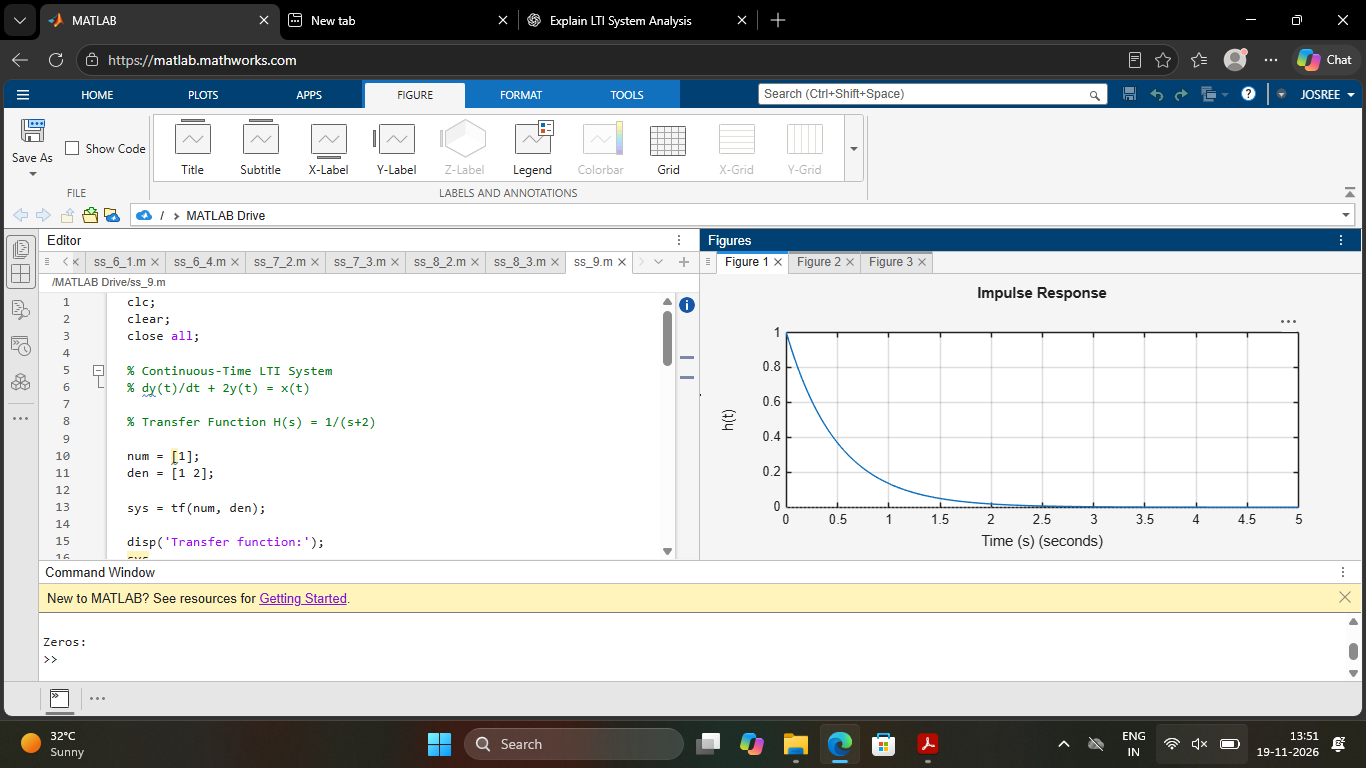 MATLAB
New tab
Explain LTI System Analysis
https://matlab.mathworks.com
Chat
HOME PLOTS APPS FIGURE FORMAT TOOLS
Search (Ctrl+Shift+Space)
JOSREE
Save As
Show Code
Title Subtitle X-Label Y-Label Z-Label Legend Colorbar Grid X-Grid Y-Grid
FILE LABELS AND ANNOTATIONS
/ > MATLAB Drive
Editor
ss_6_1.m ss_6_4.m ss_7_2.m ss_7_3.m ss_8_2.m ss_8_3.m ss_9.m
/MATLAB Drive/ss_9.m
1 clc;
2 clear;
3 close all;
4
5 % Continuous-Time LTI System
6 % dy(t)/dt + 2y(t) = x(t)
7
8 % Transfer Function H(s) = 1/(s+2)
9
10 num = [1];
11 den = [1 2];
12
13 sys = tf(num, den);
14
15 disp('Transfer function:');
16 sys
Figures
Figure 1 Figure 2 Figure 3
Impulse Response
h(t)
1
0.8
0.6
0.4
0.2
0
0 0.5 1 1.5 2 2.5 3 3.5 4 4.5 5
Time (s) (seconds)
Command Window
New to MATLAB? See resources for Getting Started.
Zeros:
>>
32°C
Sunny
Search
ENG
IN
13:51
19-11-2026